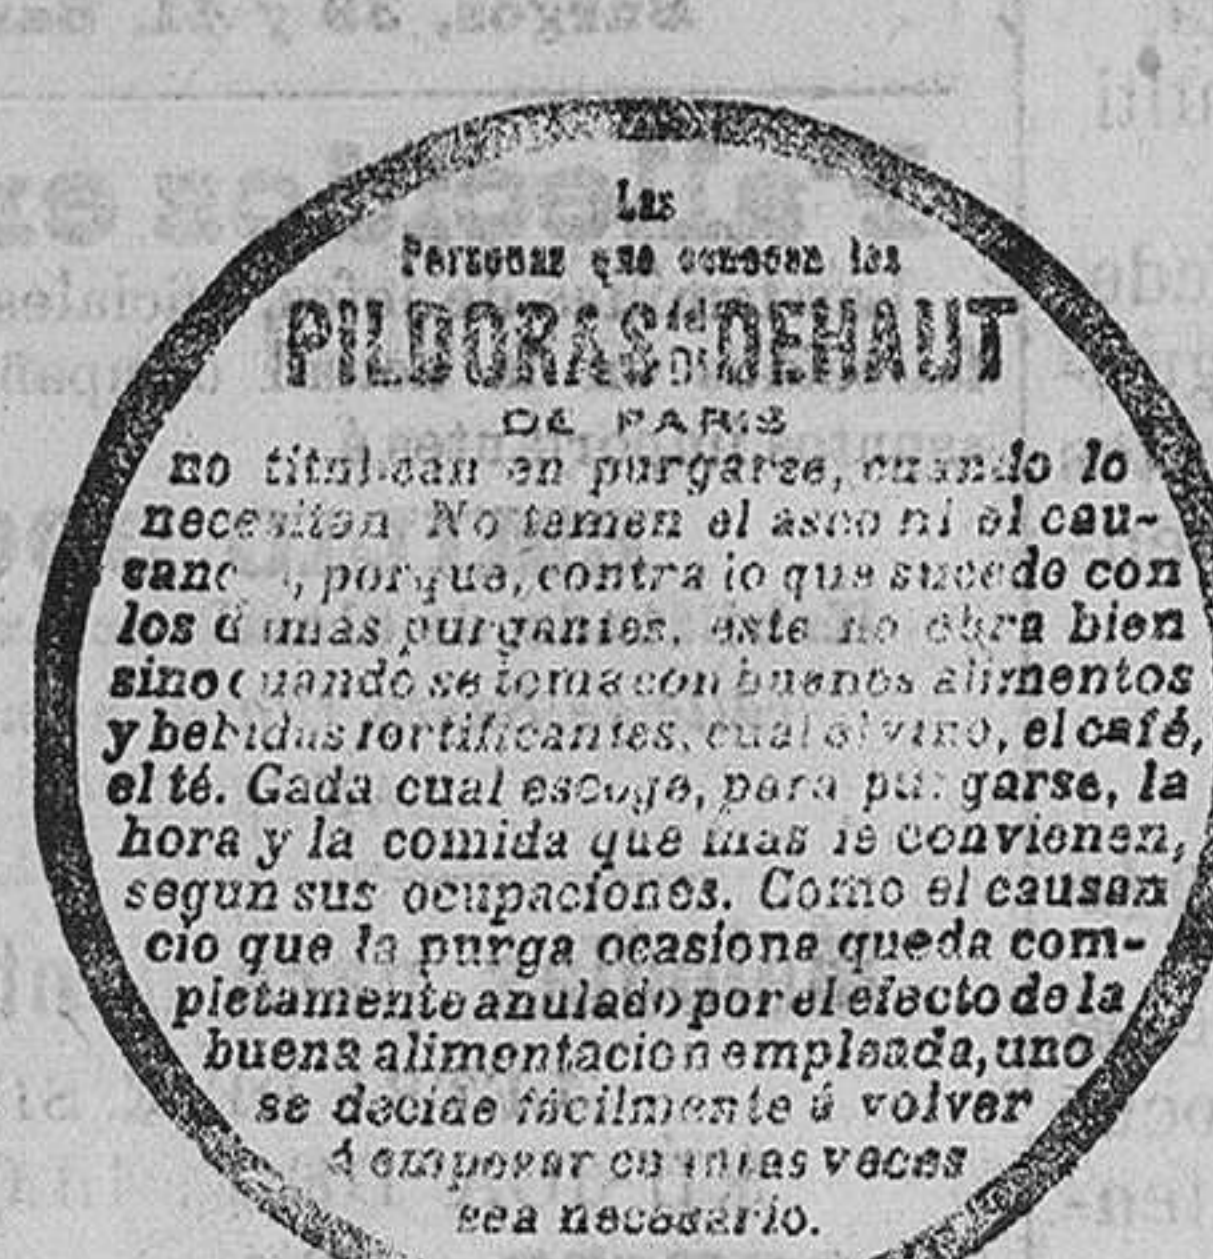 Las
Personas que conocen las
PILDORAS del DR DEHAUT
DE PARIS
no titubean en purgarse, cuando lo
necesitan. No temen el asco ni el cau-
sancio, porque, contra lo que sucede con
los demas purgantes, este no obra bien
sino cuando se toma con buenos alimentos
y bebidas fortificantes, cual el vino, el café,
el té. Cada cual escoge, para purgarse, la
hora y la comida que mas le convienen,
segun sus ocupaciones. Como el causan
cio que la purga ocasiona queda com-
pletamente anulado por el efecto de la
buena alimentacion empleada, uno
se decide fácilmente á volver
á empezar cuantas veces
sea necesario.